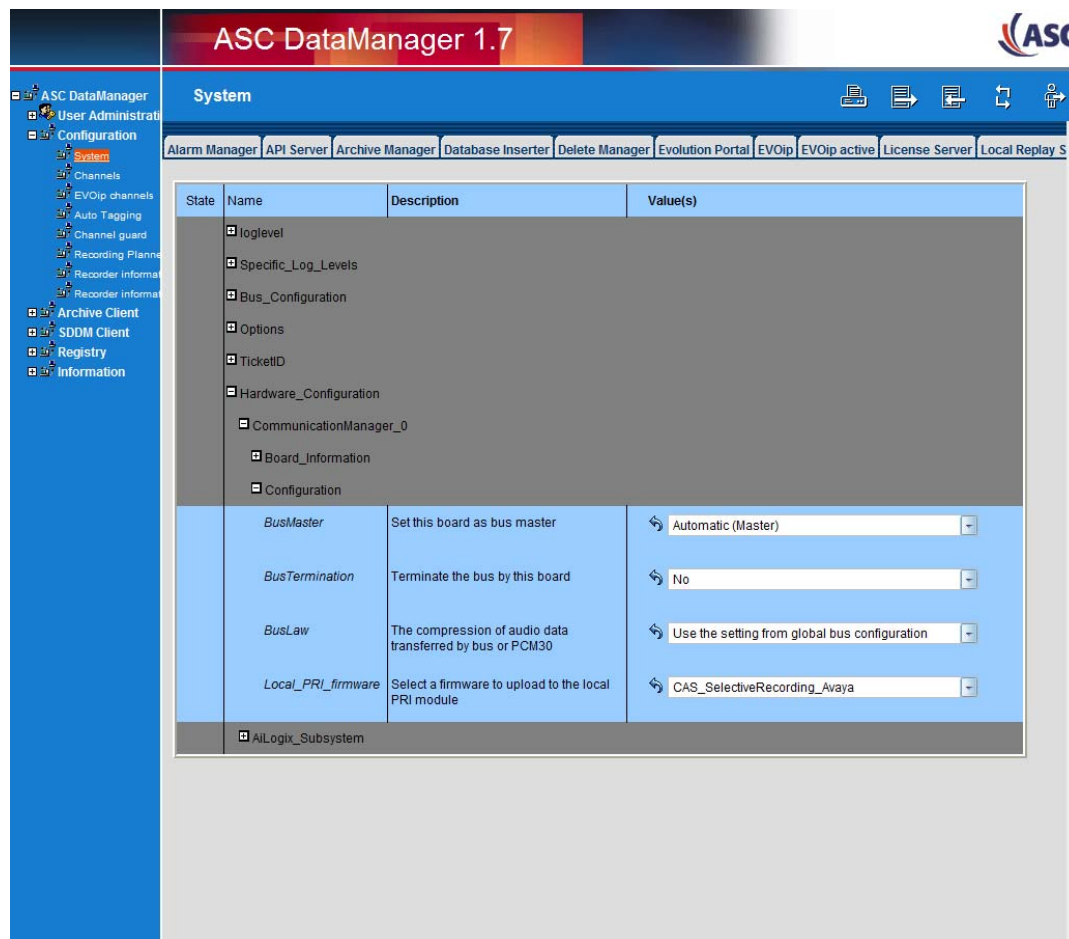 ASC DataManager 1.7
ASC
ASC DataManager
User Administrati
Configuration
System
Channels
EVOip channels
Auto Tagging
Channel guard
Recording Planne
Recorder informat
Recorder informat
Archive Client
SDDM Client
Registry
Information
System
Alarm Manager API Server Archive Manager Database Inserter Delete Manager Evolution Portal EVOip EVOip active License Server Local Replay S
State Name Description Value(s)
loglevel
Specific_Log_Levels
Bus_Configuration
Options
TicketID
Hardware_Configuration
CommunicationManager_0
Board_Information
Configuration
BusMaster Set this board as bus master Automatic (Master)
BusTermination Terminate the bus by this board No
BusLaw The compression of audio data Use the setting from global bus configuration
transferred by bus or PCM30
Local_PRI_firmware Select a firmware to upload to the local CAS_SelectiveRecording_Avaya
PRI module
AiLogix_Subsystem